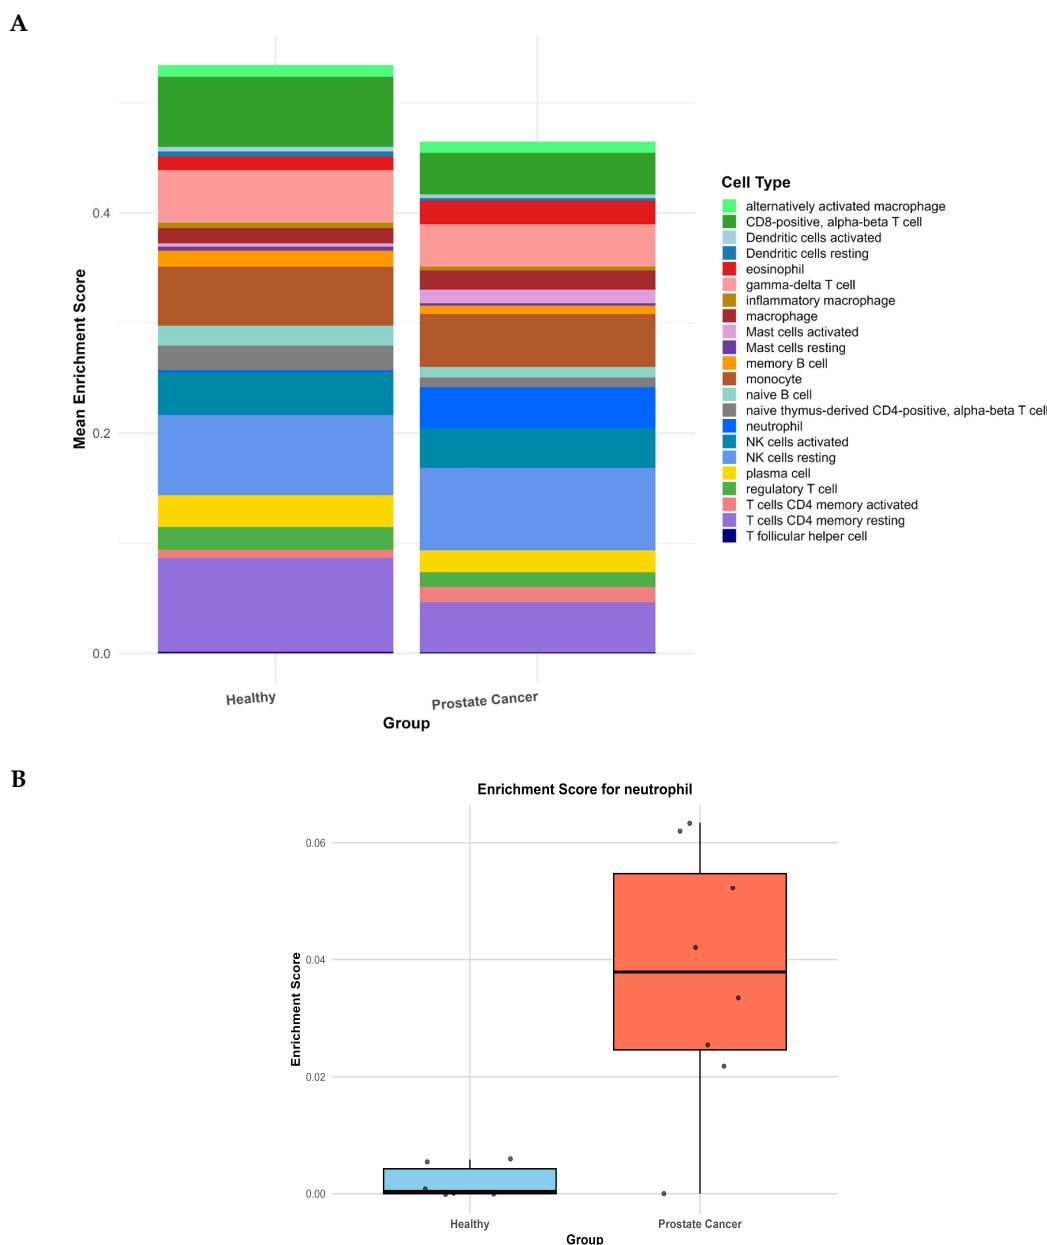 A
Mean Enrichment Score
0.4
0.2
0.0
Healthy
Prostate Cancer
Group
Cell Type
alternatively activated macrophage
CD8-positive, alpha-beta T cell
Dendritic cells activated
Dendritic cells resting
eosinophil
gamma-delta T cell
inflammatory macrophage
macrophage
Mast cells activated
Mast cells resting
memory B cell
monocyte
naive B cell
naive thymus-derived CD4-positive, alpha-beta T cell
neutrophil
NK cells activated
NK cells resting
plasma cell
regulatory T cell
T cells CD4 memory activated
T cells CD4 memory resting
T follicular helper cell
B
Enrichment Score for neutrophil
Enrichment Score
0.06
0.04
0.02
0.00
Healthy
Prostate Cancer
Group